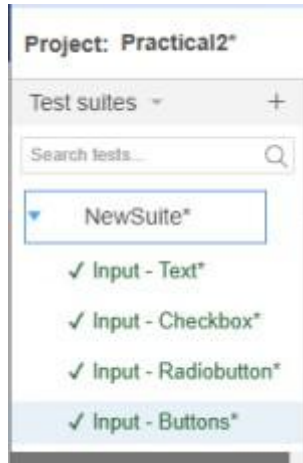 Project: Practical2*
Test suites
Search tests...
NewSuite*
✓ Input - Text*
✓ Input - Checkbox*
✓ Input - Radiobutton*
✓ Input - Buttons*